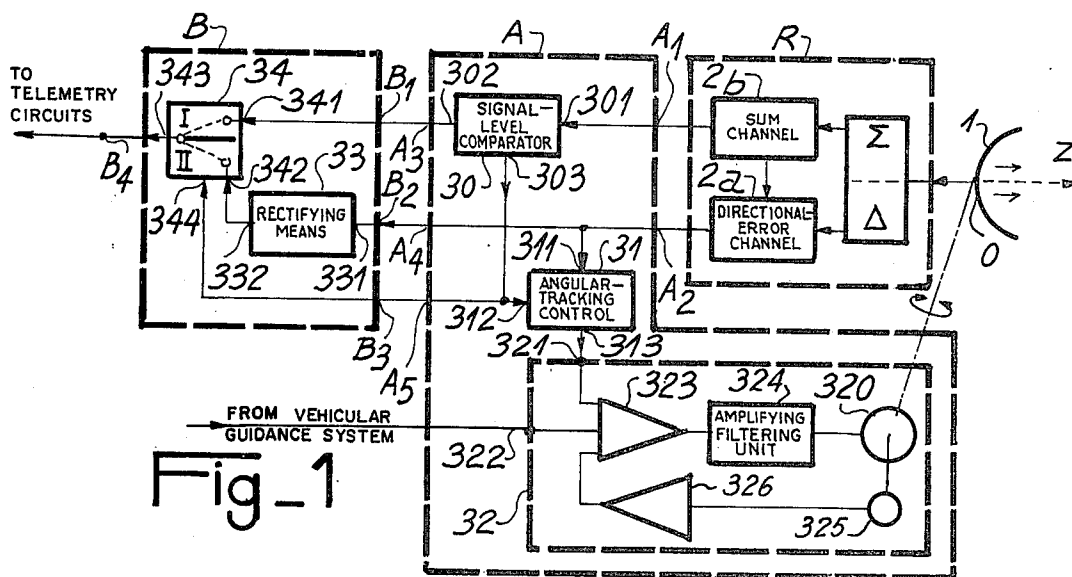 B
A
A1
R
TO
TELEMETRY
CIRCUITS
343
34
341
B1
302
301
2b
1
I
II
SIGNAL-
LEVEL
COMPARATOR
SUM
CHANNEL
Σ
Δ
Z
B4
A3
30
303
2a
342
33
B2
344
RECTIFYING
MEANS
DIRECTIONAL-
ERROR
CHANNEL
0
332
331
A4
311
31
A2
312
ANGULAR-
TRACKING
CONTROL
B3
313
A5
321
323
324
320
FROM VEHICULAR
GUIDANCE SYSTEM
AMPLIFYING
FILTERING
UNIT
322
Fig_1
326
32
325